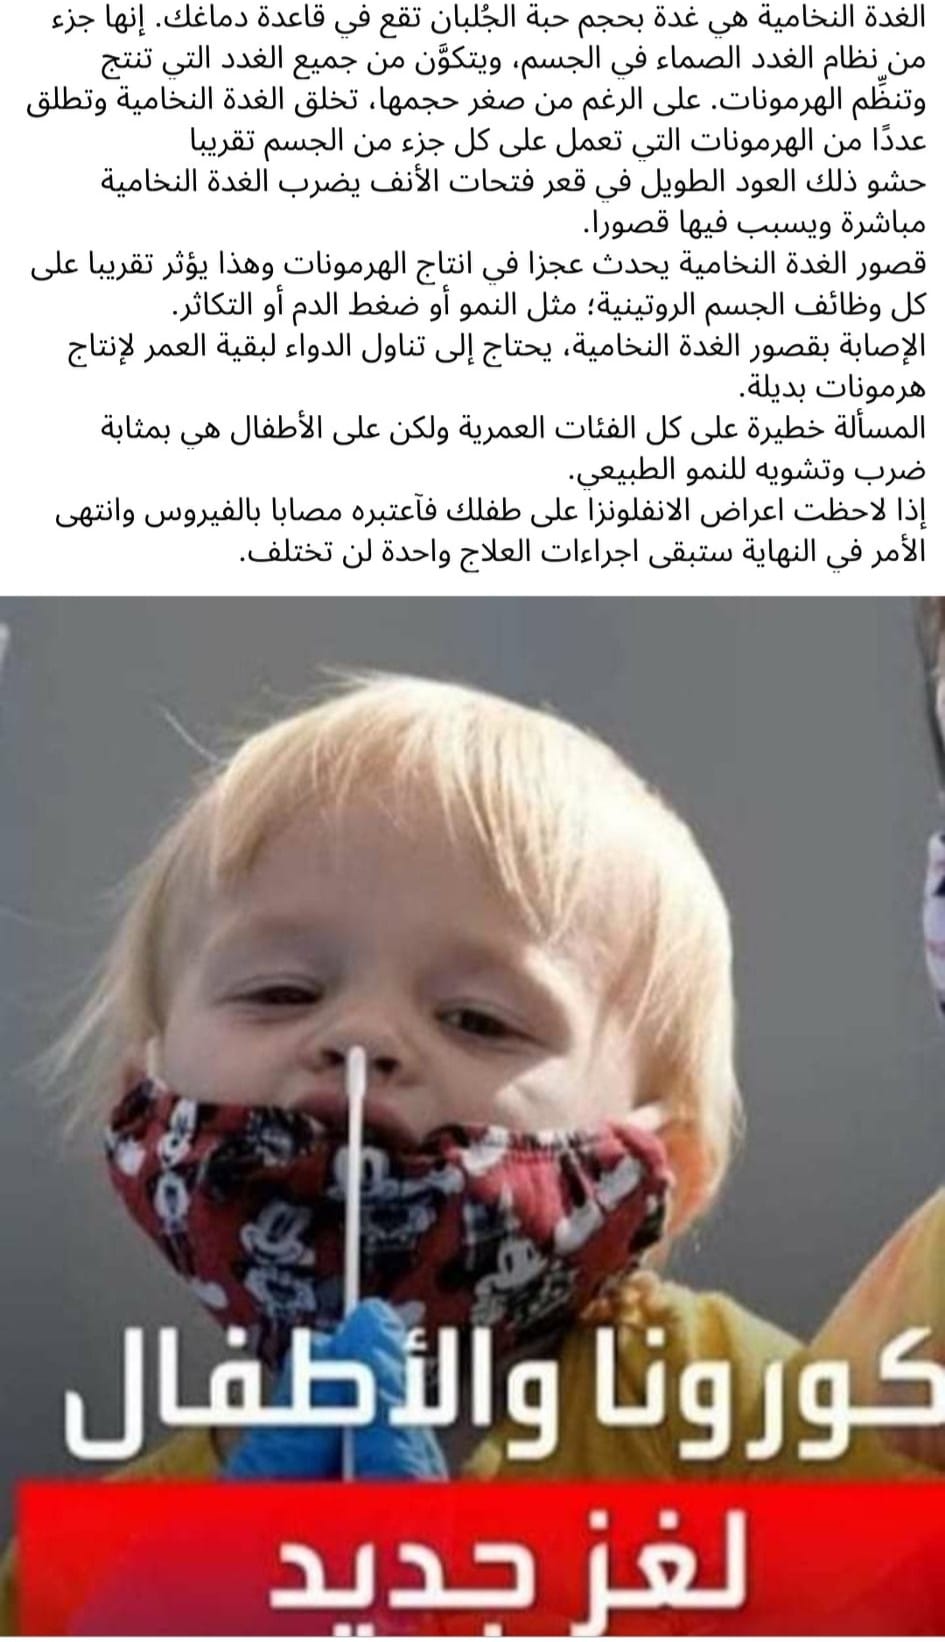 الغدة النخامية هي غدة بحجم حبة الجُلبان تقع في قاعدة دماغك. إنها جزء
من نظام الغدد الصماء في الجسم، ويتكوَّن من جميع الغدد التي تنتج
وتنظِّم الهرمونات. على الرغم من صغر حجمها، تخلق الغدة النخامية وتطلق
عددًا من الهرمونات التي تعمل على كل جزء من الجسم تقريبا
حشو ذلك العود الطويل في قعر فتحات الأنف يضرب الغدة النخامية
مباشرة ويسبب فيها قصورا.
قصور الغدة النخامية يحدث عجزا في انتاج الهرمونات وهذا يؤثر تقريبا على
كل وظائف الجسم الروتينية؛ مثل النمو أو ضغط الدم أو التكاثر.
الإصابة بقصور الغدة النخامية، يحتاج إلى تناول الدواء لبقية العمر لإنتاج
هرمونات بديلة.
المسألة خطيرة على كل الفئات العمرية ولكن على الأطفال هي بمثابة
ضرب وتشويه للنمو الطبيعي.
إذا لاحظت اعراض الانفلونزا على طفلك فآعتبره مصابا بالفيروس وانتهى
الأمر في النهاية ستبقى اجراءات العلاج واحدة لن تختلف.
كورونا والأطفال
لغز جديد